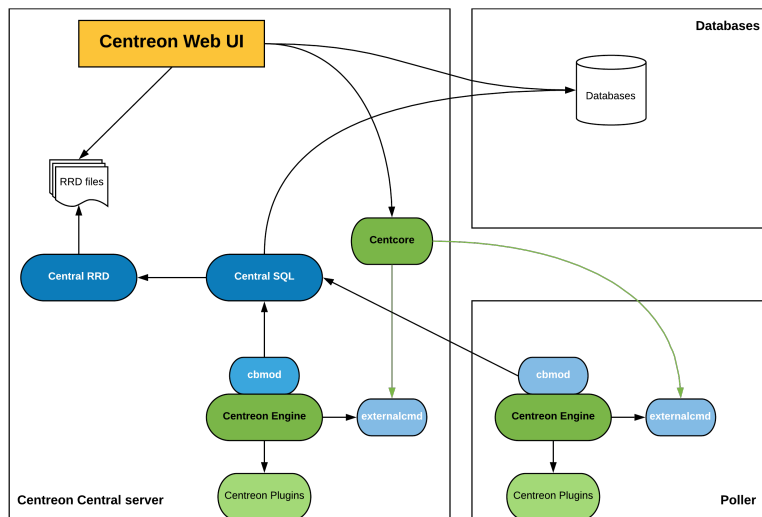 Centreon Web UI
Databases
Databases
RRD files
Centcore
Central RRD
Central SQL
cbmod
cbmod
Centreon Engine
externalcmd
Centreon Engine
externalcmd
Centreon Plugins
Centreon Plugins
Centreon Central server
Poller